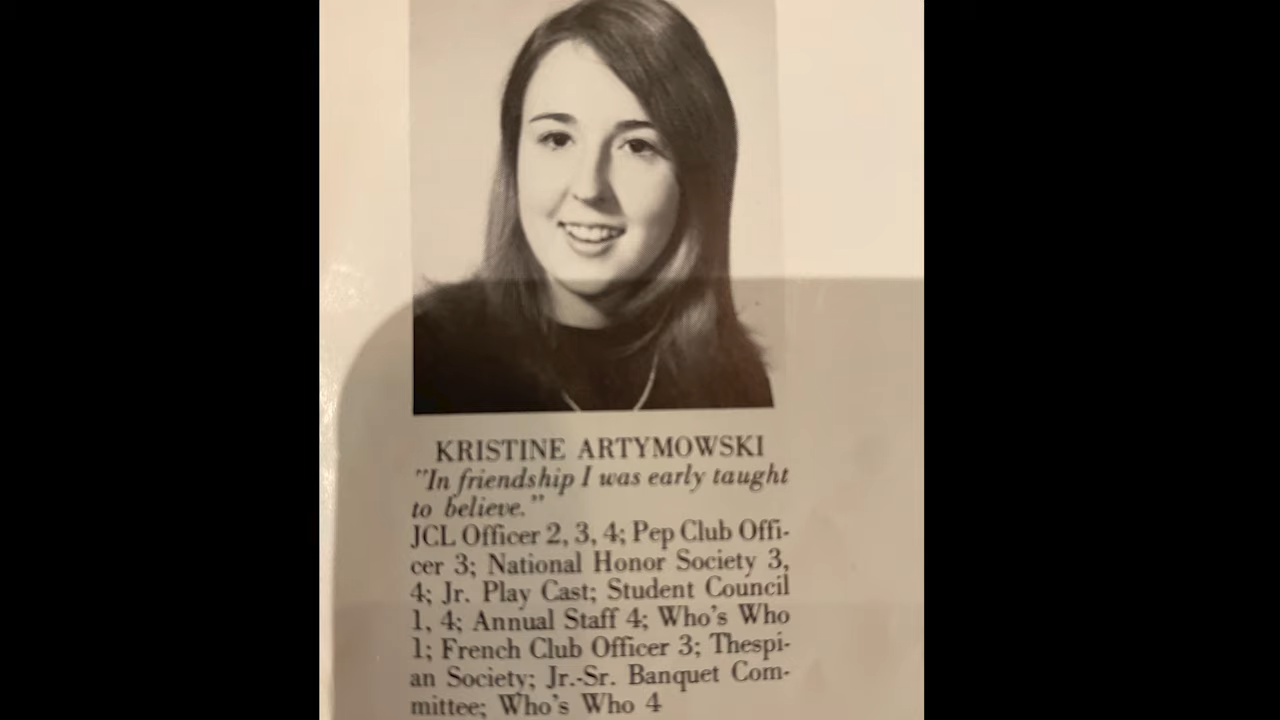 KRISTINE ARTYMOWSKI
"In friendship I was early taught
to believe."
JCL Officer 2, 3, 4; Pep Club Offi-
cer 3; National Honor Society 3,
4; Jr. Play Cast; Student Council
1, 4; Annual Staff 4; Who's Who
1; French Club Officer 3; Thespi-
an Society; Jr.-Sr. Banquet Com-
mittee; Who's Who 4